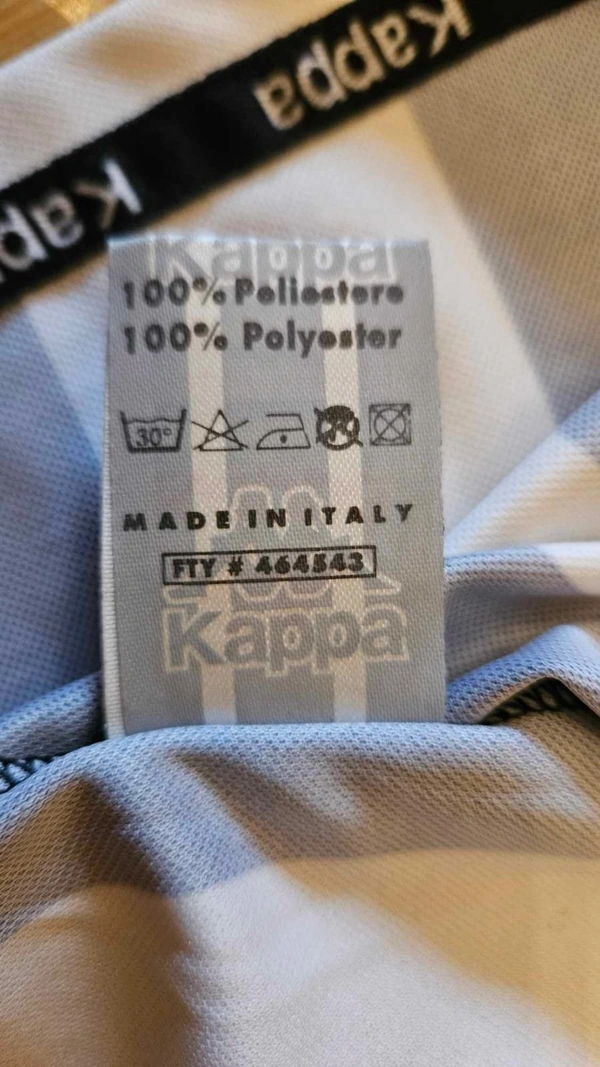 Kappa
Kappa
Kappa
100% Poliestere
100% Polyester
30°
MADE IN ITALY
FTY # 464543
Kappa